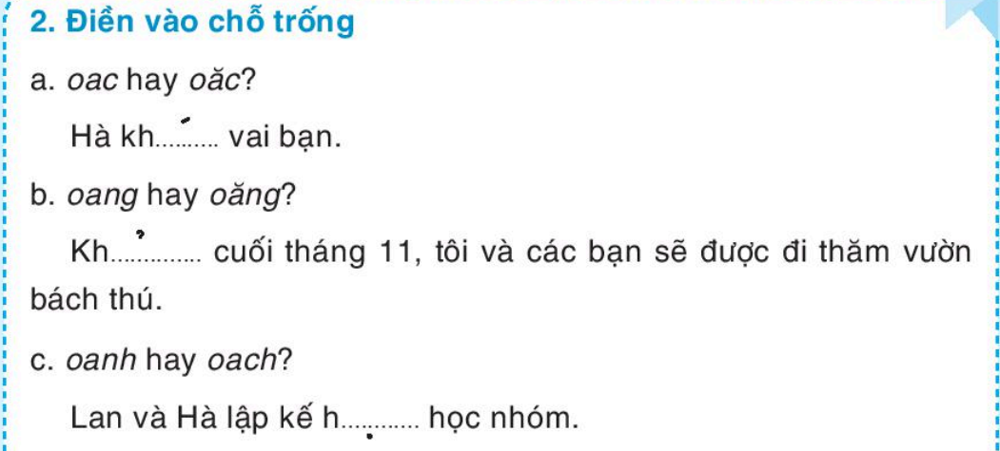 2. Điền vào chỗ trống
a. oac hay oăc?
Hà kh..́....... vai bạn.
b. oang hay oăng?
Kh...̉.......... cuối tháng 11, tôi và các bạn sẽ được đi thăm vườn
bách thú.
c. oanh hay oach?
Lan và Hà lập kế h....̣........ học nhóm.